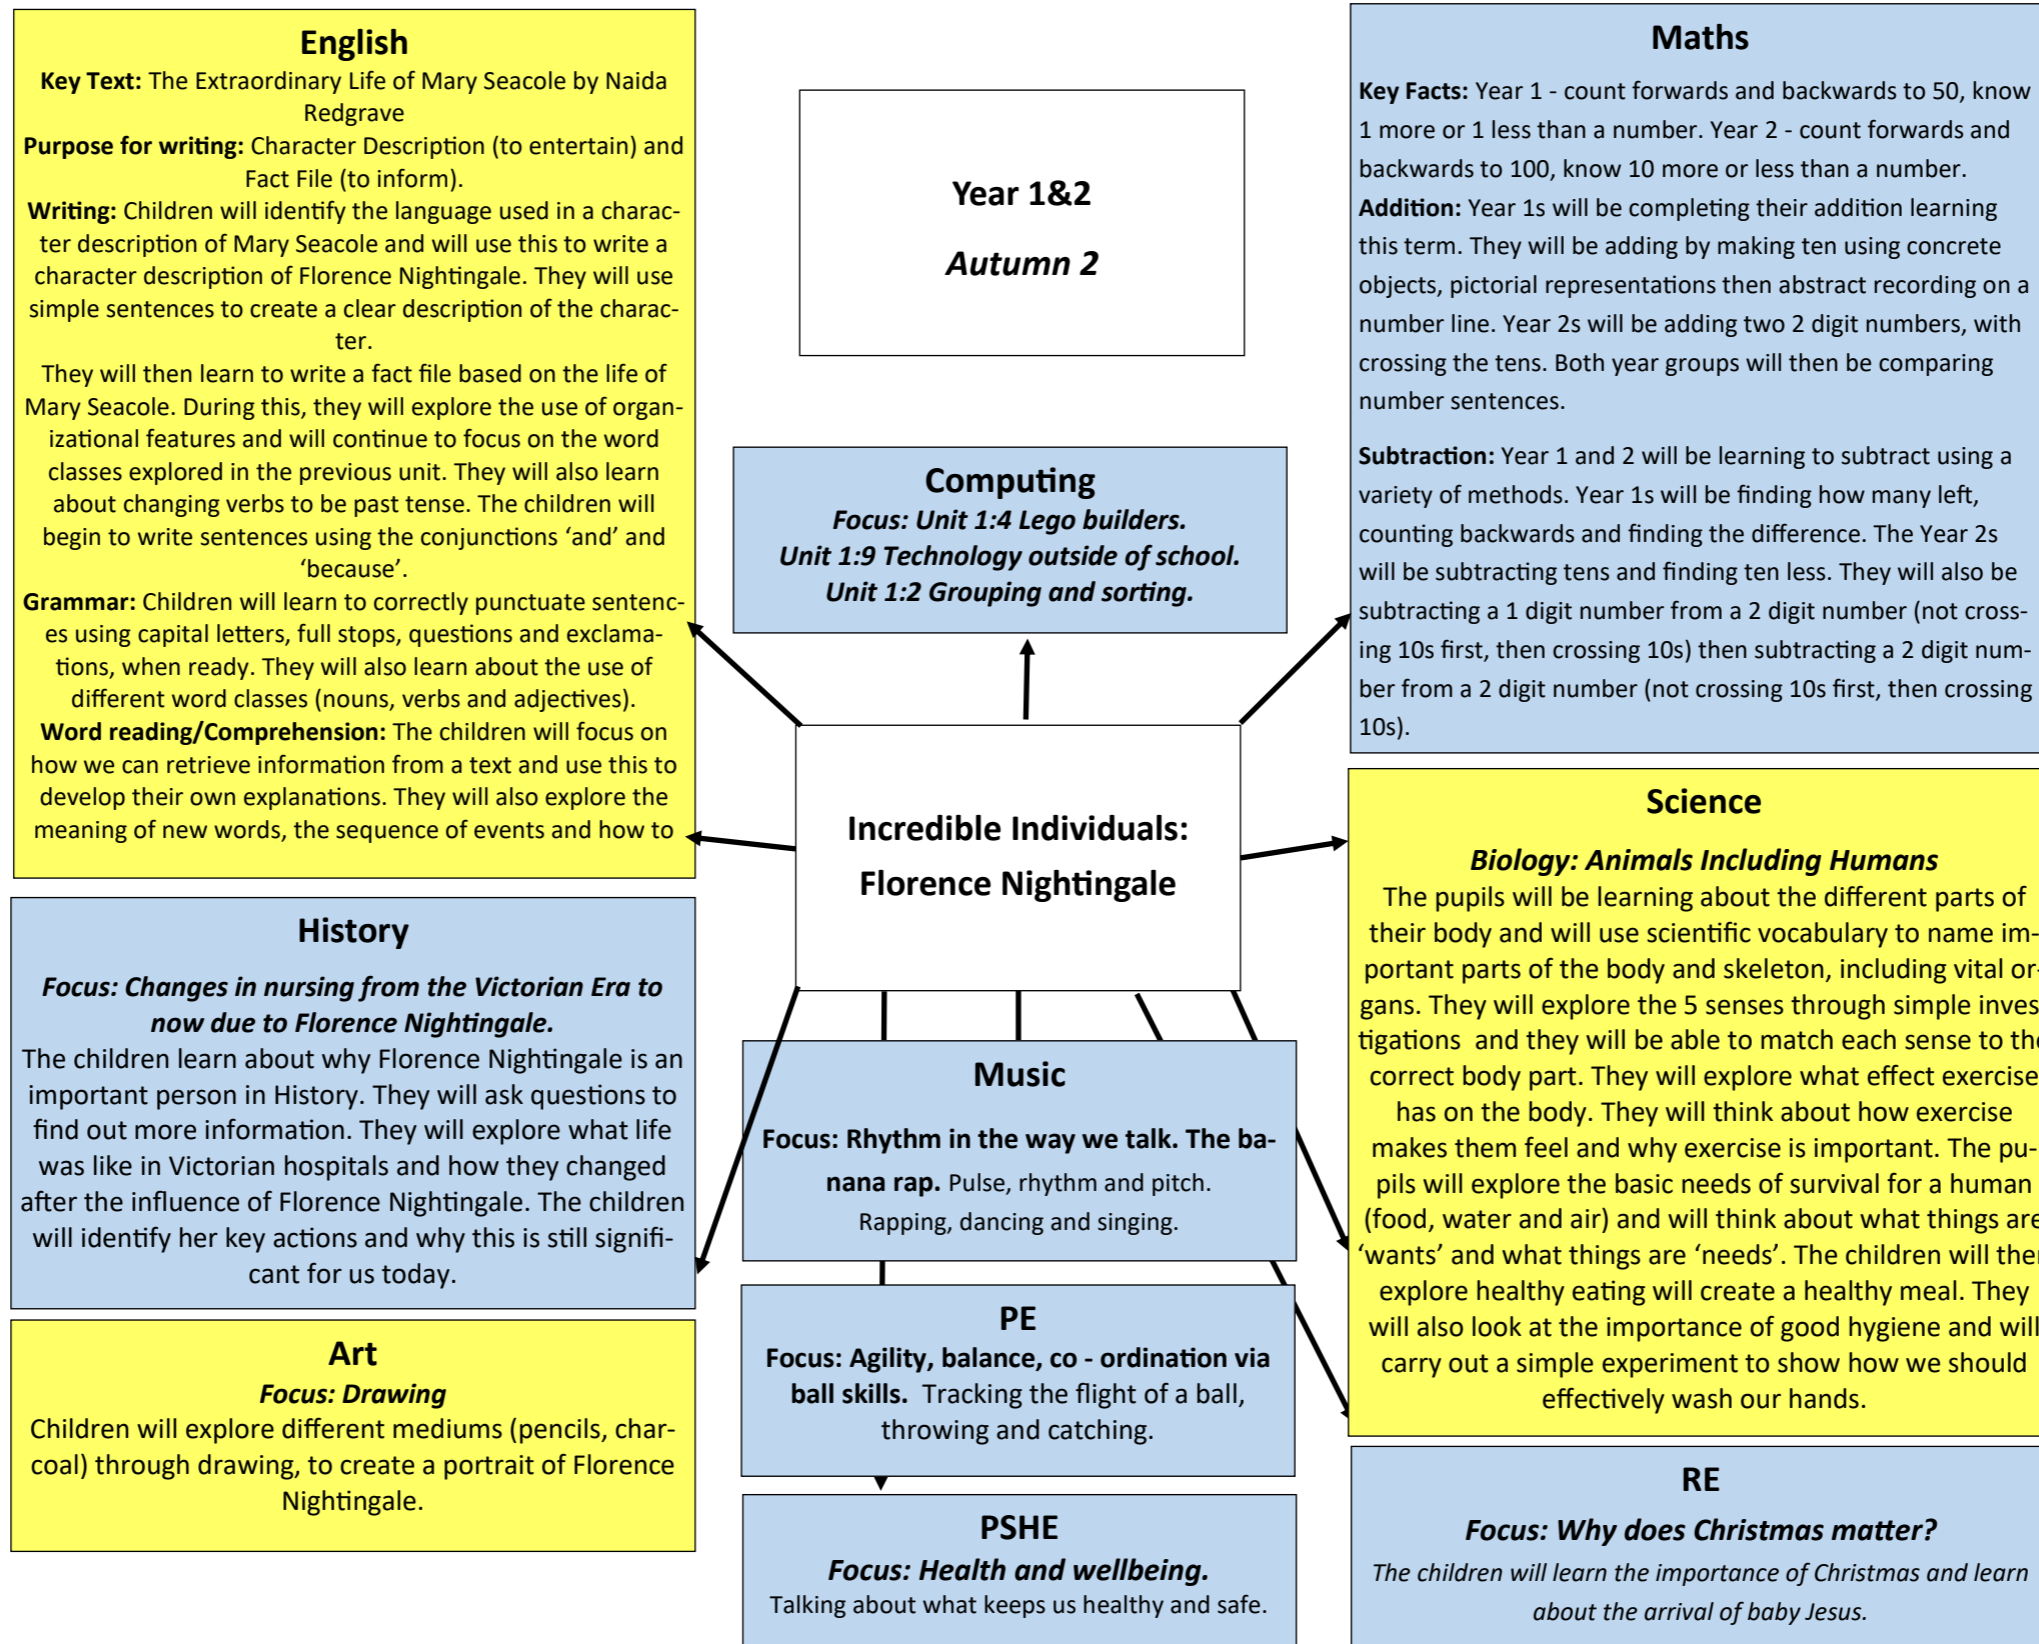 English
Key Text: The Extraordinary Life of Mary Seacole by Naida
Redgrave
Purpose for writing: Character Description (to entertain) and
Fact File (to inform).
Writing: Children will identify the language used in a charac-
ter description of Mary Seacole and will use this to write a
character description of Florence Nightingale. They will use
simple sentences to create a clear description of the charac-
ter.
They will then learn to write a fact file based on the life of
Mary Seacole. During this, they will explore the use of organ-
izational features and will continue to focus on the word
classes explored in the previous unit. They will also learn
about changing verbs to be past tense. The children will
begin to write sentences using the conjunctions ‘and’ and
‘because’.
Grammar: Children will learn to correctly punctuate sentenc-
es using capital letters, full stops, questions and exclama-
tions, when ready. They will also learn about the use of
different word classes (nouns, verbs and adjectives).
Word reading/Comprehension: The children will focus on
how we can retrieve information from a text and use this to
develop their own explanations. They will also explore the
meaning of new words, the sequence of events and how to
Year 1&2
Autumn 2
Maths
Key Facts: Year 1 - count forwards and backwards to 50, know
1 more or 1 less than a number. Year 2 - count forwards and
backwards to 100, know 10 more or less than a number.
Addition: Year 1s will be completing their addition learning
this term. They will be adding by making ten using concrete
objects, pictorial representations then abstract recording on a
number line. Year 2s will be adding two 2 digit numbers, with
crossing the tens. Both year groups will then be comparing
number sentences.
Subtraction: Year 1 and 2 will be learning to subtract using a
variety of methods. Year 1s will be finding how many left,
counting backwards and finding the difference. The Year 2s
will be subtracting tens and finding ten less. They will also be
subtracting a 1 digit number from a 2 digit number (not cross-
ing 10s first, then crossing 10s) then subtracting a 2 digit num-
ber from a 2 digit number (not crossing 10s first, then crossing
10s).
Computing
Focus: Unit 1:4 Lego builders.
Unit 1:9 Technology outside of school.
Unit 1:2 Grouping and sorting.
Incredible Individuals:
Florence Nightingale
Science
Biology: Animals Including Humans
The pupils will be learning about the different parts of
their body and will use scientific vocabulary to name im-
portant parts of the body and skeleton, including vital or-
gans. They will explore the 5 senses through simple inves
tigations and they will be able to match each sense to the
correct body part. They will explore what effect exercise
has on the body. They will think about how exercise
makes them feel and why exercise is important. The pu-
pils will explore the basic needs of survival for a human
(food, water and air) and will think about what things are
‘wants’ and what things are ‘needs’. The children will then
explore healthy eating will create a healthy meal. They
will also look at the importance of good hygiene and will
carry out a simple experiment to show how we should
effectively wash our hands.
History
Focus: Changes in nursing from the Victorian Era to
now due to Florence Nightingale.
The children learn about why Florence Nightingale is an
important person in History. They will ask questions to
find out more information. They will explore what life
was like in Victorian hospitals and how they changed
after the influence of Florence Nightingale. The children
will identify her key actions and why this is still signifi-
cant for us today.
Music
Focus: Rhythm in the way we talk. The ba-
nana rap. Pulse, rhythm and pitch.
Rapping, dancing and singing.
PE
Focus: Agility, balance, co - ordination via
ball skills. Tracking the flight of a ball,
throwing and catching.
Art
Focus: Drawing
Children will explore different mediums (pencils, char-
coal) through drawing, to create a portrait of Florence
Nightingale.
PSHE
Focus: Health and wellbeing.
Talking about what keeps us healthy and safe.
RE
Focus: Why does Christmas matter?
The children will learn the importance of Christmas and learn
about the arrival of baby Jesus.